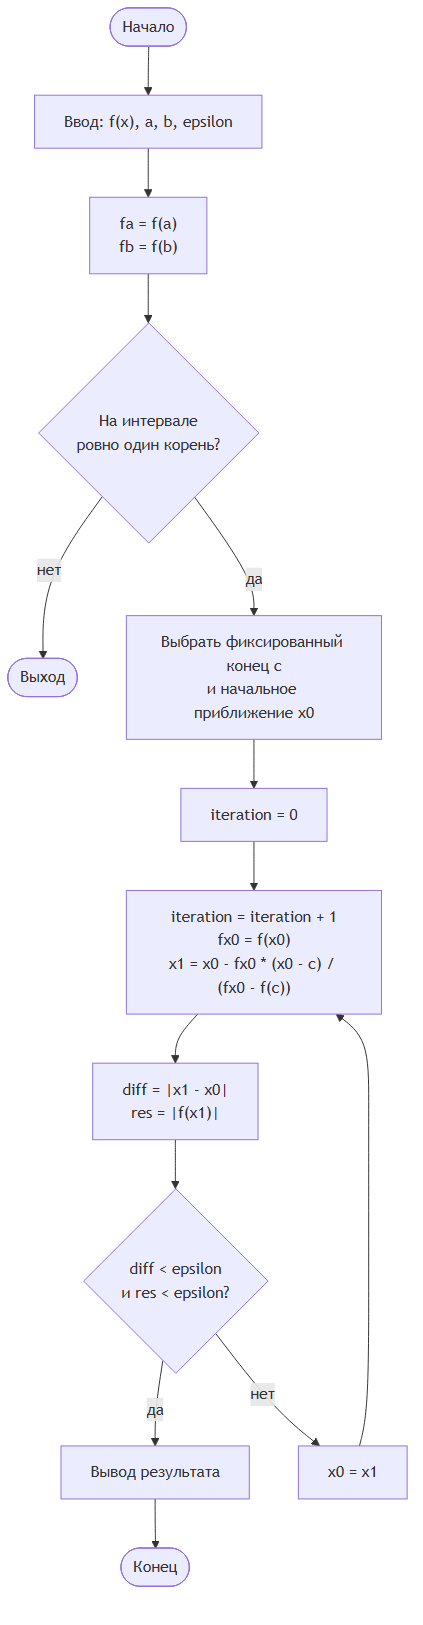 Начало
Ввод: f(x), a, b, epsilon
fa = f(a)
fb = f(b)
На интервале
ровно один корень?
нет
да
Выход
Выбрать фиксированный
конец c
и начальное
приближение x0
iteration = 0
iteration = iteration + 1
fx0 = f(x0)
x1 = x0 - fx0 * (x0 - c) /
(fx0 - f(c))
diff = |x1 - x0|
res = |f(x1)|
diff < epsilon
и res < epsilon?
нет
да
Вывод результата
x0 = x1
Конец